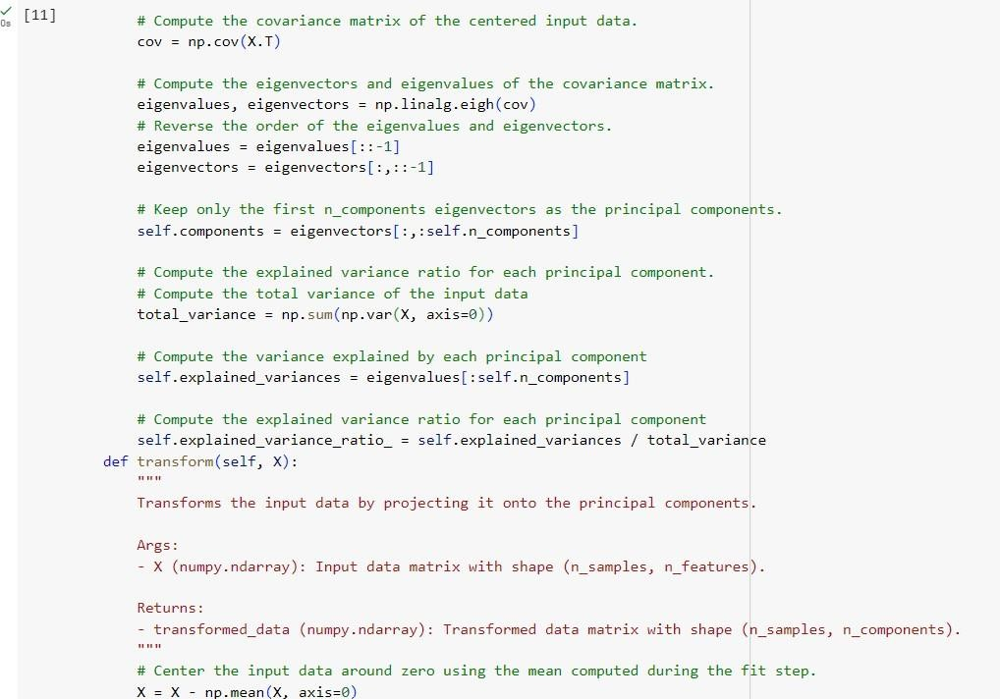 [11]
0s
# Compute the covariance matrix of the centered input data.
cov = np.cov(X.T)
# Compute the eigenvectors and eigenvalues of the covariance matrix.
eigenvalues, eigenvectors = np.linalg.eigh(cov)
# Reverse the order of the eigenvalues and eigenvectors.
eigenvalues = eigenvalues[::-1]
eigenvectors = eigenvectors[:,::-1]
# Keep only the first n_components eigenvectors as the principal components.
self.components = eigenvectors[:,:self.n_components]
# Compute the explained variance ratio for each principal component.
# Compute the total variance of the input data
total_variance = np.sum(np.var(X, axis=0))
# Compute the variance explained by each principal component
self.explained_variances = eigenvalues[:self.n_components]
# Compute the explained variance ratio for each principal component
self.explained_variance_ratio_ = self.explained_variances / total_variance
def transform(self, X):
"""
Transforms the input data by projecting it onto the principal components.
Args:
- X (numpy.ndarray): Input data matrix with shape (n_samples, n_features).
Returns:
- transformed_data (numpy.ndarray): Transformed data matrix with shape (n_samples, n_components).
"""
# Center the input data around zero using the mean computed during the fit step.
X = X - np.mean(X, axis=0)